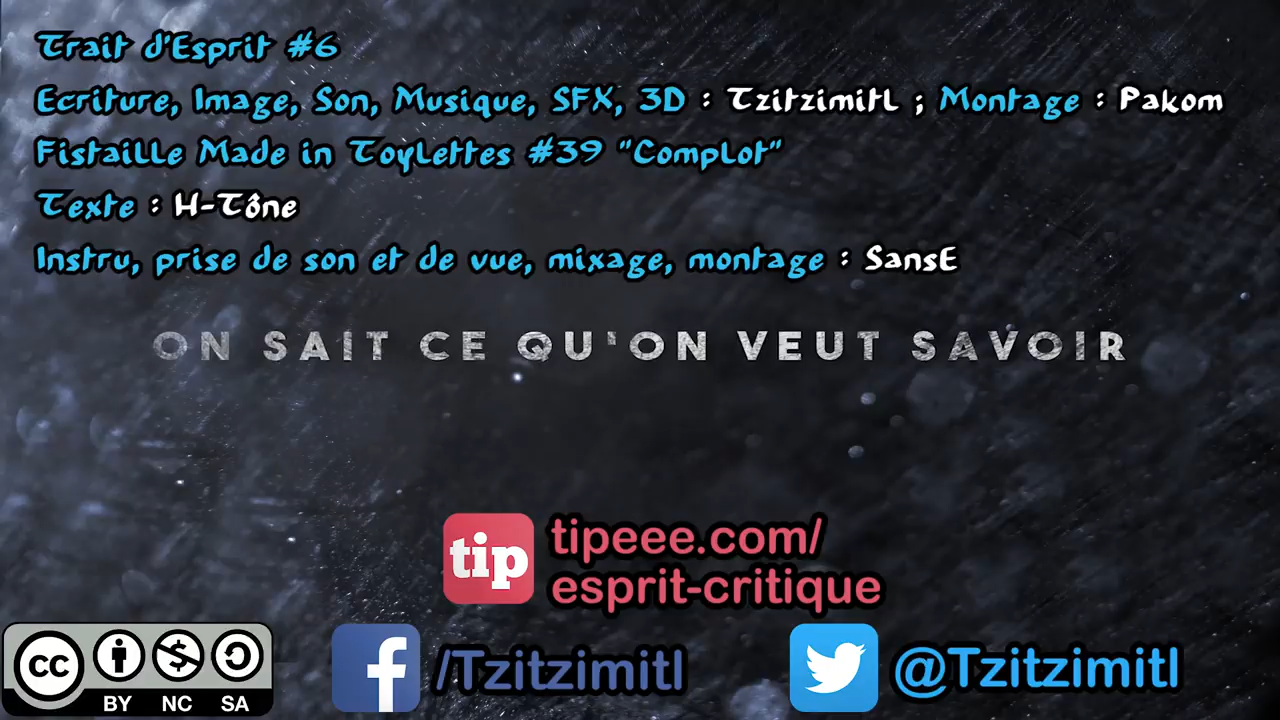 Trait d'Esprit #6
Ecriture, Image, Son, Musique, SFX, 3D : Tzitzimitl ; Montage : Pakom
Fistaille Made in Toylettes #39 "Complot"
Texte : H-Tône
Instru, prise de son et de vue, mixage, montage : SansE
ON SAIT CE QU'ON VEUT SAVOIR
tip
tipeee.com/
esprit-critique
cc
BY NC SA
f
/Tzitzimitl
@Tzitzimitl